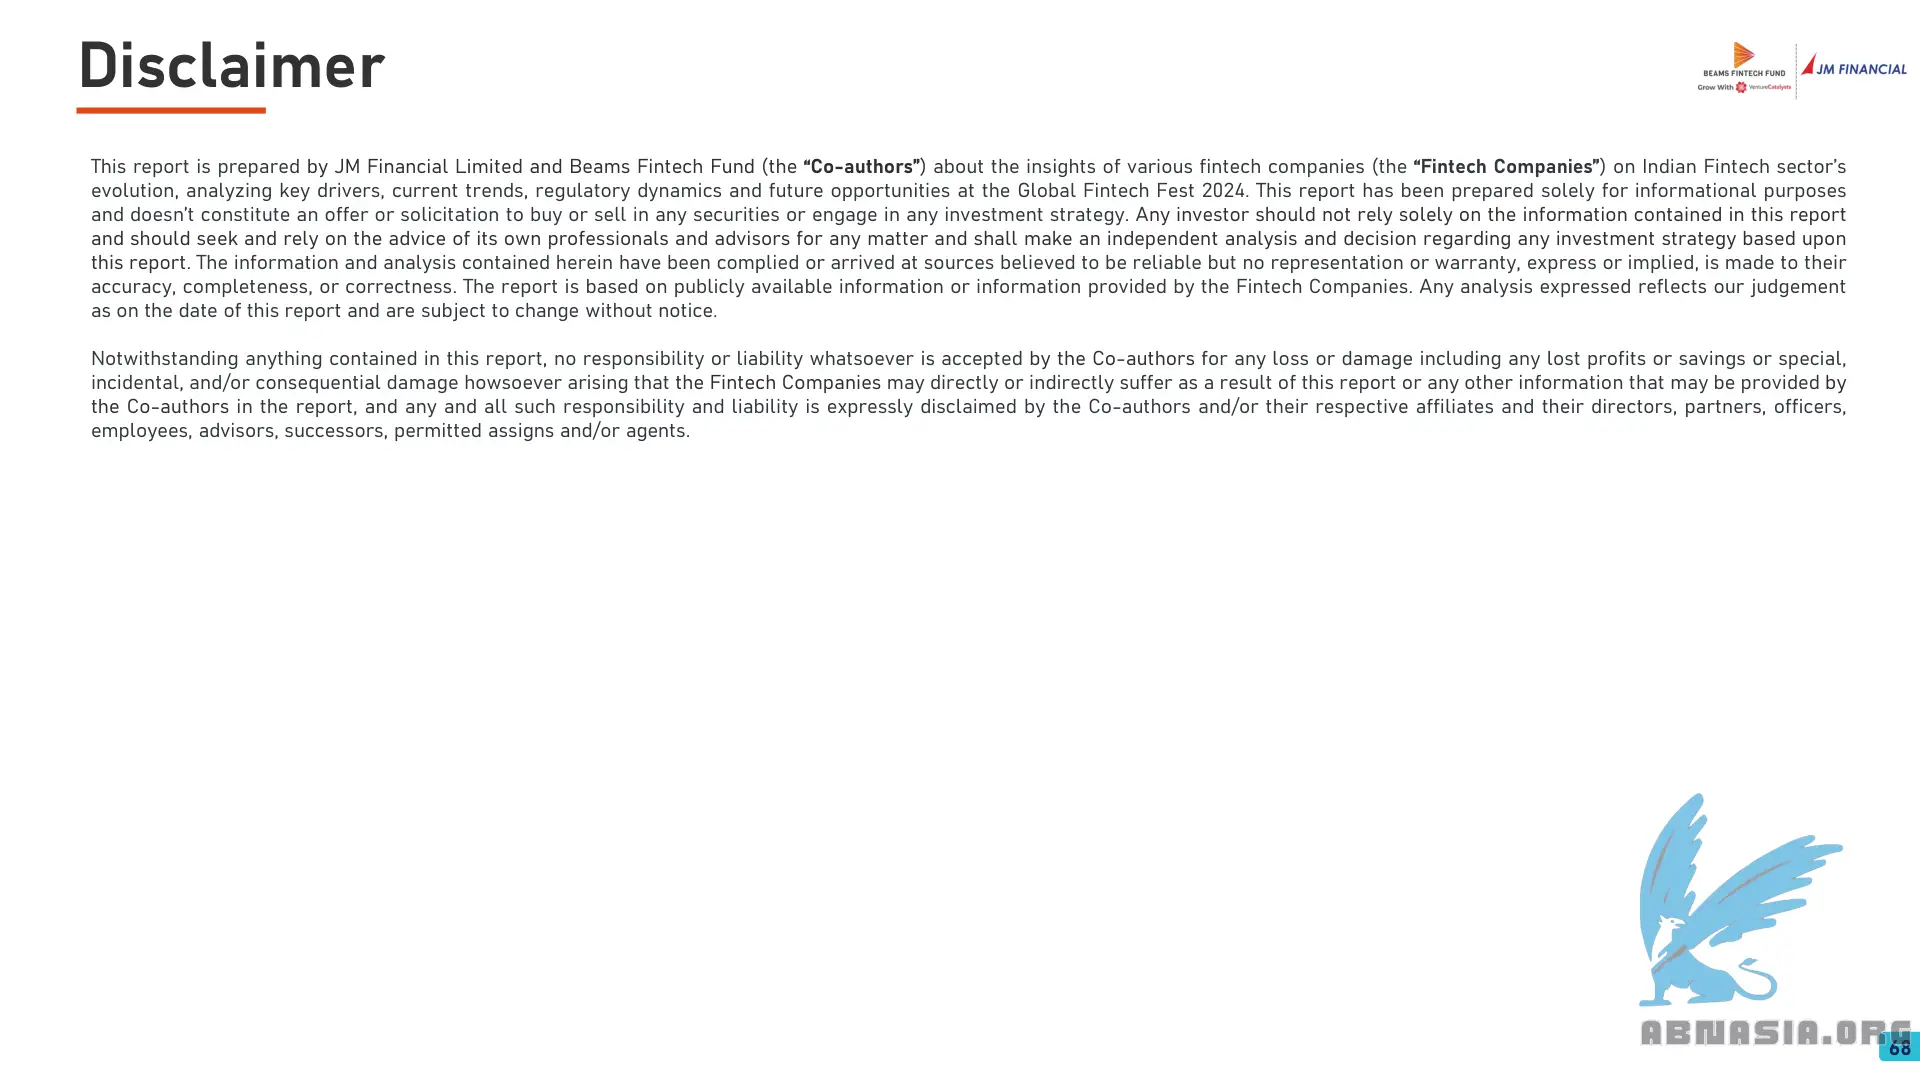 Disclaimer
BEAMS FINTECH FUND
Grow With VentureCatalysts
JM FINANCIAL
This report is prepared by JM Financial Limited and Beams Fintech Fund (the “Co-authors”) about the insights of various fintech companies (the “Fintech Companies”) on Indian Fintech sector’s
evolution, analyzing key drivers, current trends, regulatory dynamics and future opportunities at the Global Fintech Fest 2024. This report has been prepared solely for informational purposes
and doesn’t constitute an offer or solicitation to buy or sell in any securities or engage in any investment strategy. Any investor should not rely solely on the information contained in this report
and should seek and rely on the advice of its own professionals and advisors for any matter and shall make an independent analysis and decision regarding any investment strategy based upon
this report. The information and analysis contained herein have been complied or arrived at sources believed to be reliable but no representation or warranty, express or implied, is made to their
accuracy, completeness, or correctness. The report is based on publicly available information or information provided by the Fintech Companies. Any analysis expressed reflects our judgement
as on the date of this report and are subject to change without notice.
Notwithstanding anything contained in this report, no responsibility or liability whatsoever is accepted by the Co-authors for any loss or damage including any lost profits or savings or special,
incidental, and/or consequential damage howsoever arising that the Fintech Companies may directly or indirectly suffer as a result of this report or any other information that may be provided by
the Co-authors in the report, and any and all such responsibility and liability is expressly disclaimed by the Co-authors and/or their respective affiliates and their directors, partners, officers,
employees, advisors, successors, permitted assigns and/or agents.
ABNASIA.ORG
68